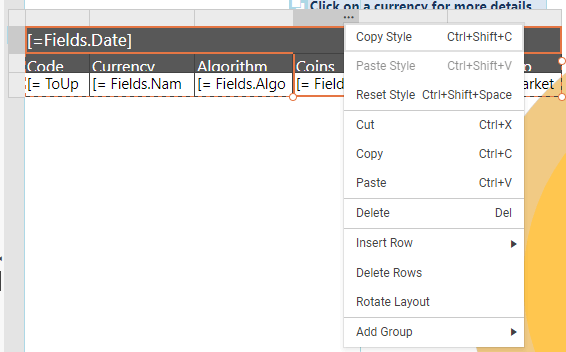 Click on a currency for more details
[=Fields.Date]
Code Currency Algorithm Coins
[= ToUp [= Fields.Nam [= Fields.Algo [= Field arket
Copy Style Ctrl+Shift+C
Paste Style Ctrl+Shift+V
Reset Style Ctrl+Shift+Space
Cut Ctrl+X
Copy Ctrl+C
Paste Ctrl+V
Delete Del
Insert Row
Delete Rows
Rotate Layout
Add Group